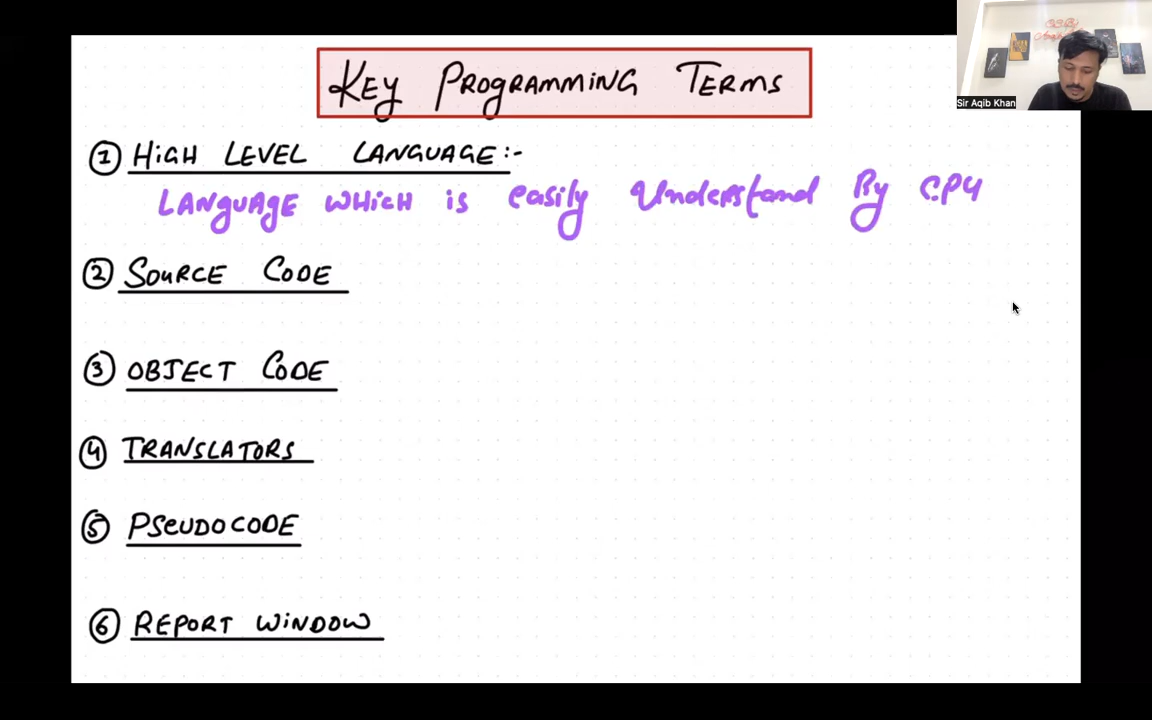 KEY PROGRAMMING TERMS
Sir Aqib Khan
① HIGH LEVEL LANGUAGE:-
LANGUAGE WHICH is easily Understand By CPU
② SOURCE CODE
③ OBJECT CODE
④ TRANSLATORS
⑤ PSEUDOCODE
⑥ REPORT WINDOW